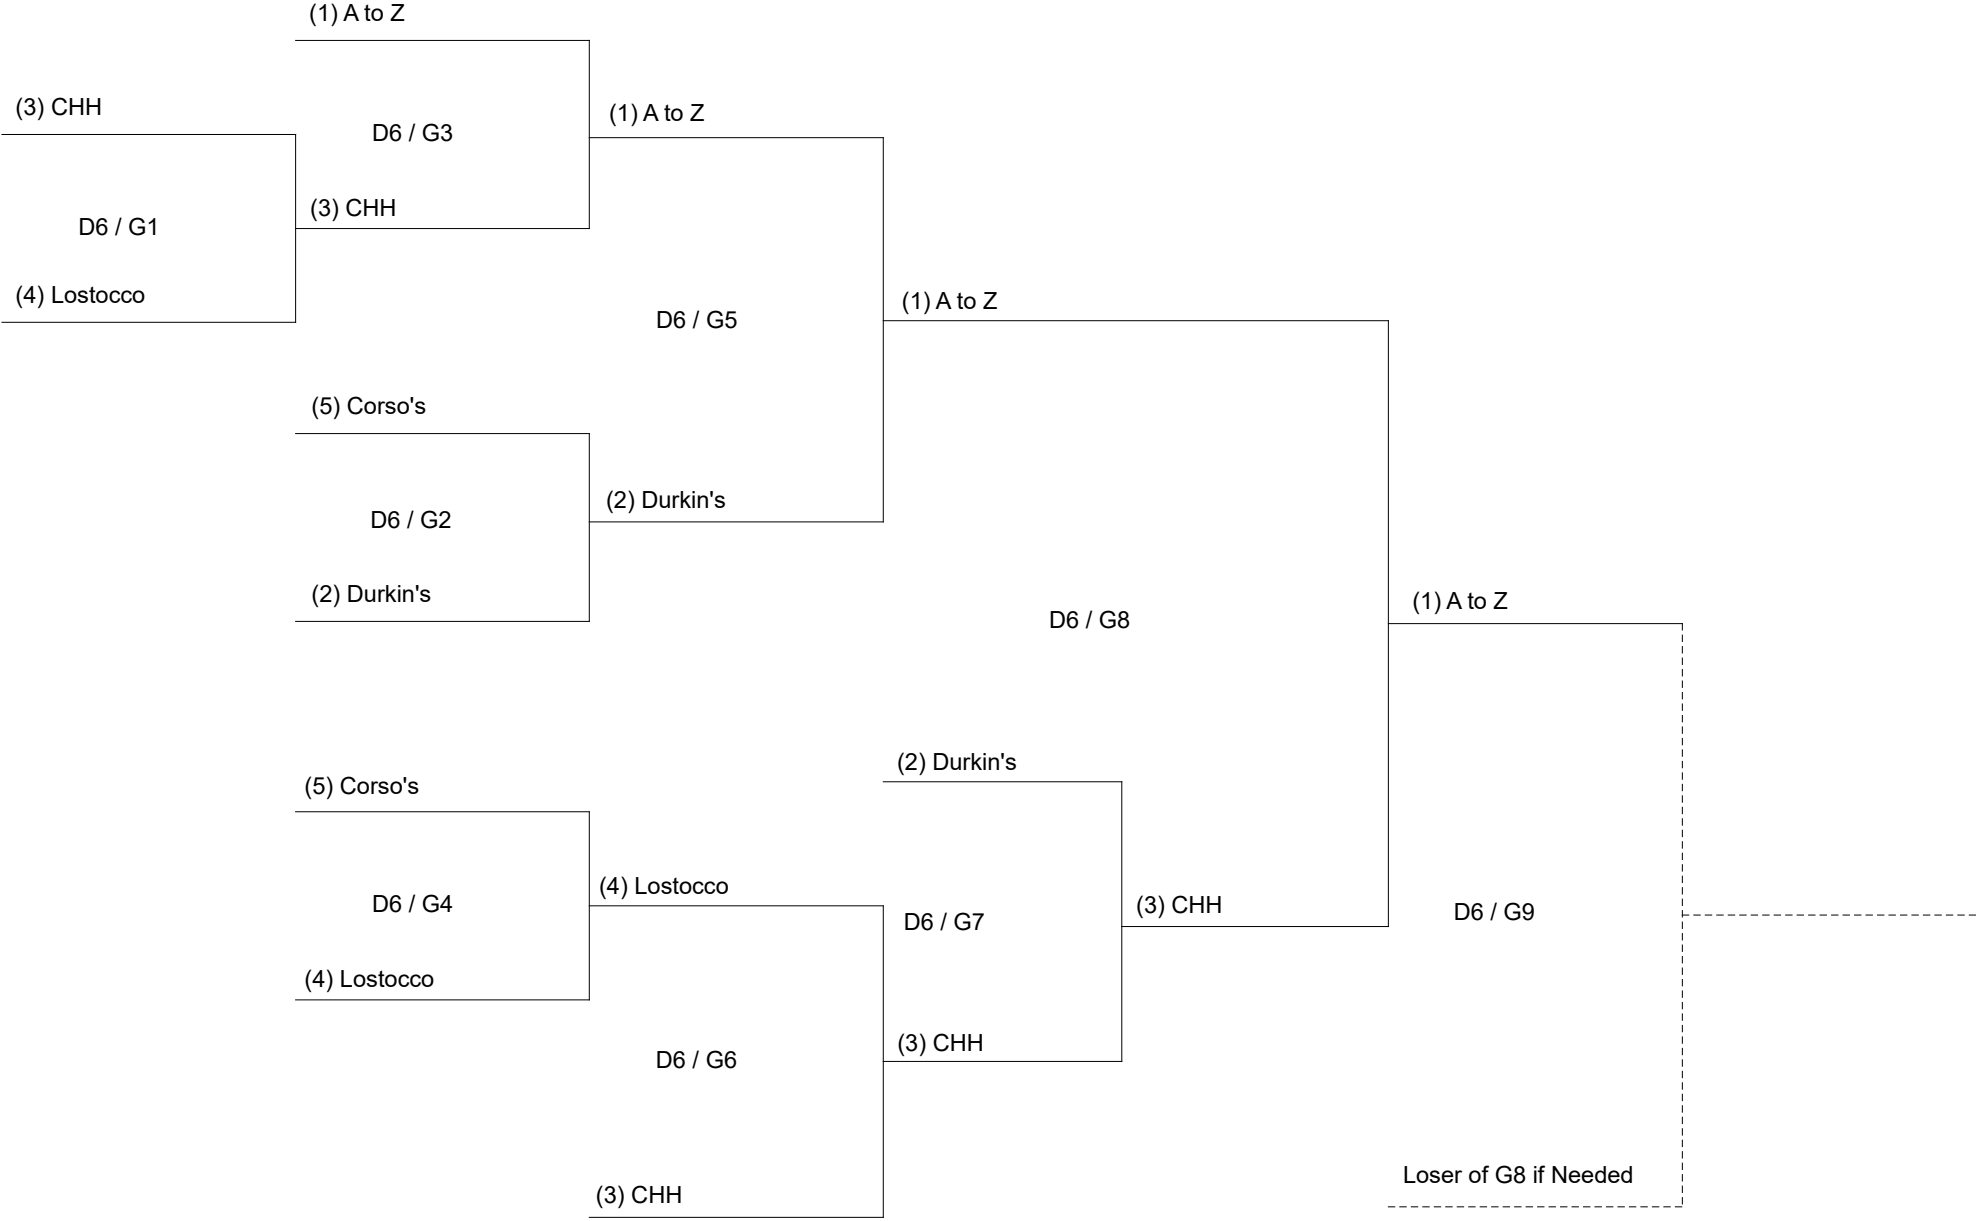 (1) A to Z
(3) CHH
D6 / G3
(1) A to Z
(3) CHH
D6 / G1
(4) Lostocco
D6 / G5
(1) A to Z
(5) Corso's
D6 / G2
(2) Durkin's
(2) Durkin's
D6 / G8
(1) A to Z
(2) Durkin's
(5) Corso's
D6 / G4
(4) Lostocco
D6 / G7
(3) CHH
D6 / G9
(4) Lostocco
D6 / G6
(3) CHH
(3) CHH
Loser of G8 if Needed